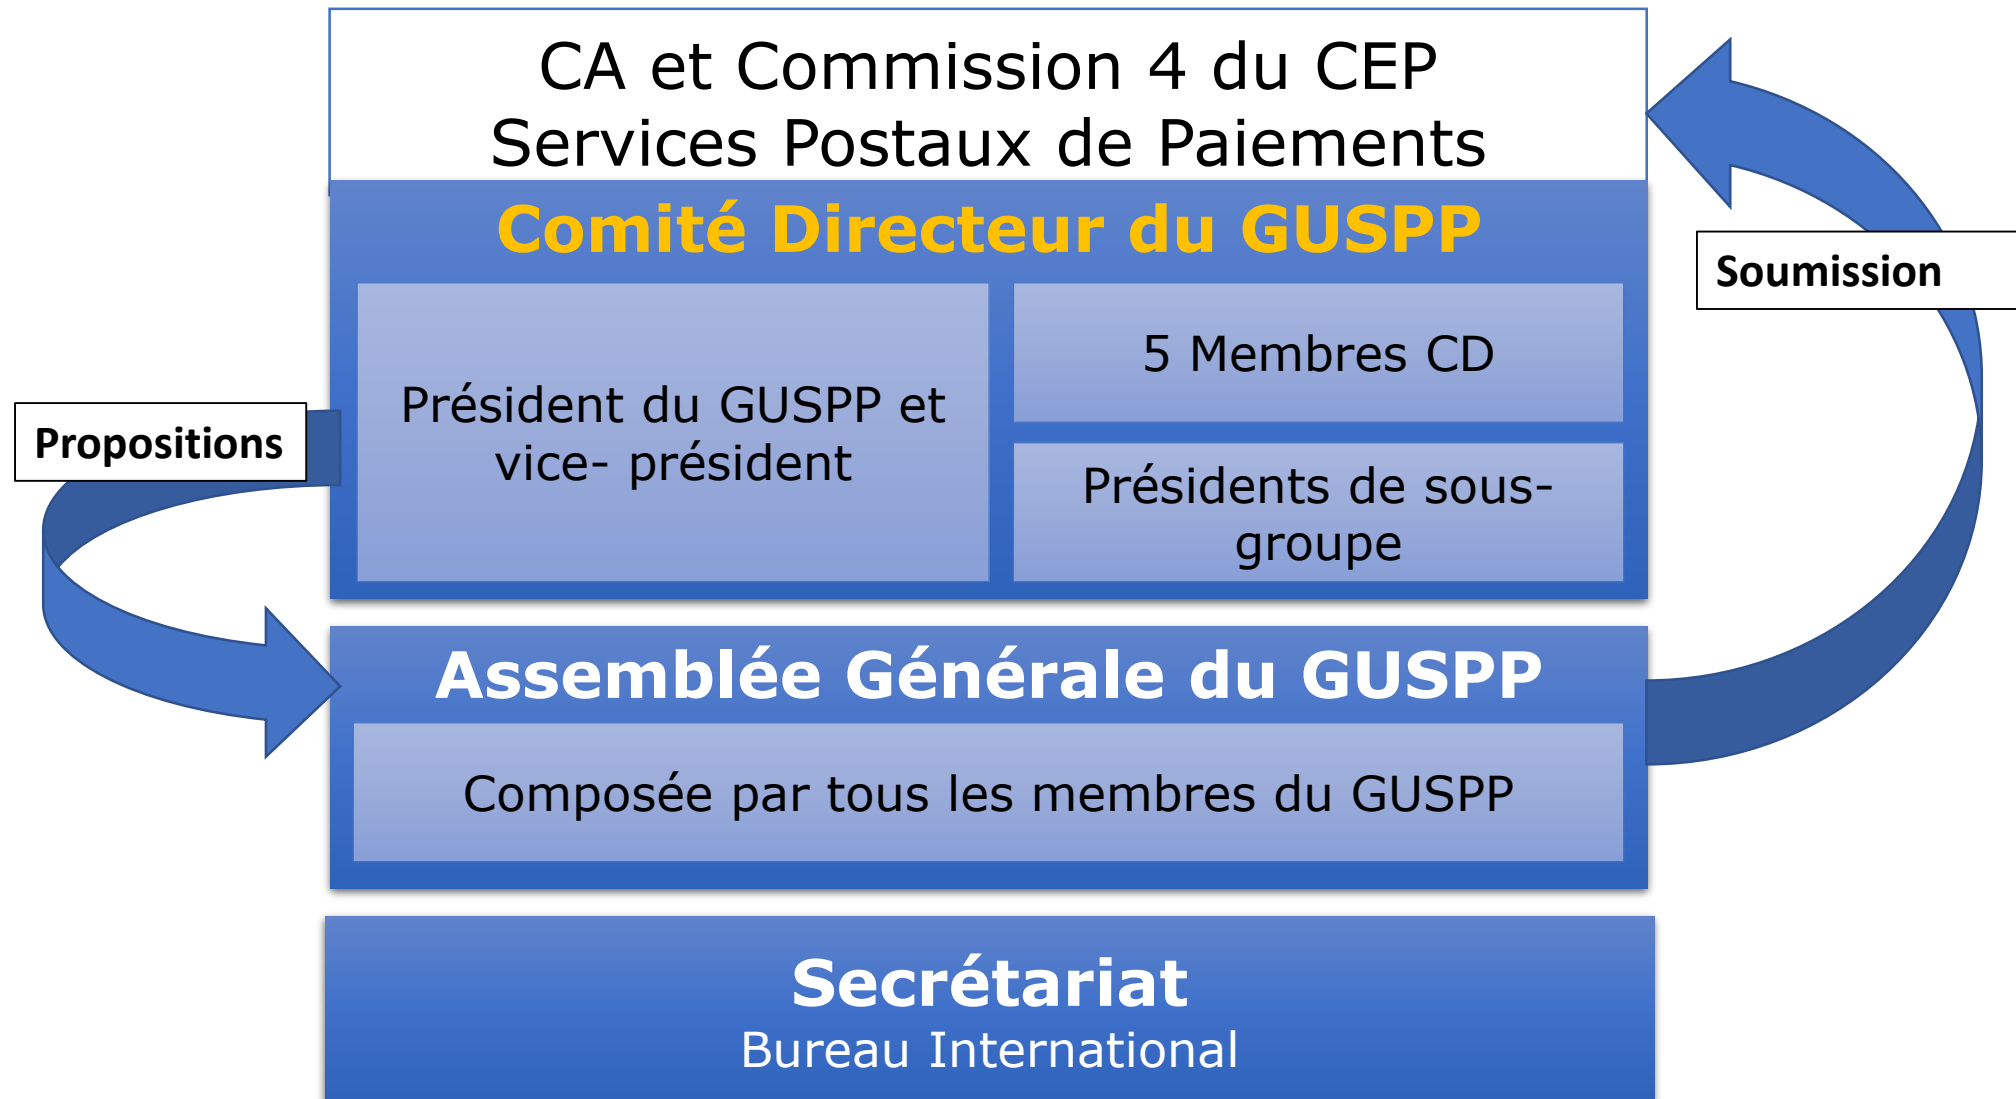 CA et Commission 4 du CEP
Services Postaux de Paiements
Comité Directeur du GUSPP
Président du GUSPP et
vice- président
5 Membres CD
Présidents de sous-
groupe
Soumission
Propositions
Assemblée Générale du GUSPP
Composée par tous les membres du GUSPP
Secrétariat
Bureau International